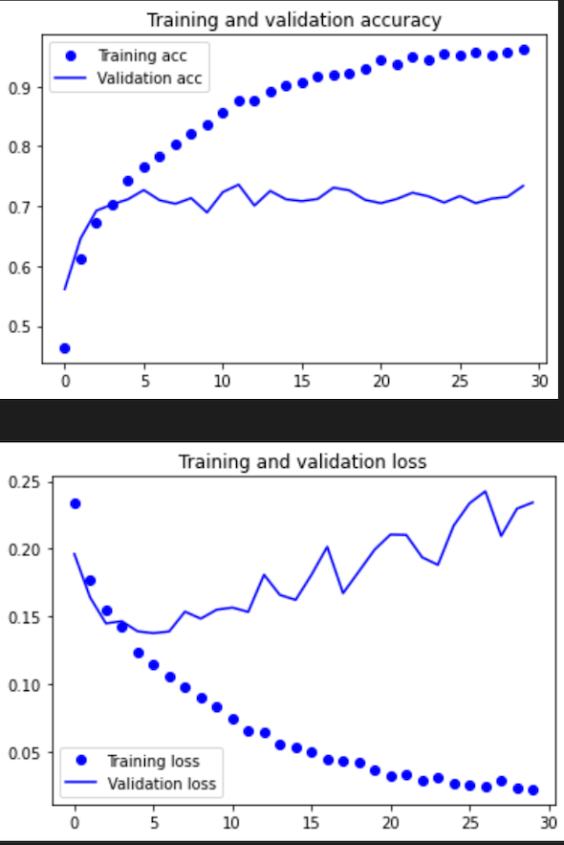 Training and validation accuracy
Training acc
Validation acc
0.9
0.8
0.7
0.6
0.5
0 5 10 15 20 25 30
Training and validation loss
0.25
0.20
0.15
0.10
0.05
Training loss
Validation loss
0 5 10 15 20 25 30